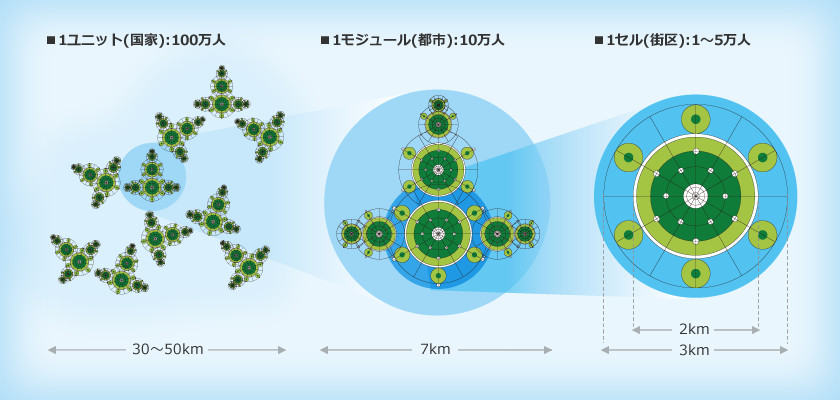 ■1ユニット(国家):100万人
■1モジュール(都市):10万人
■1セル(街区):1～5万人
30～50km
7km
2km
3km